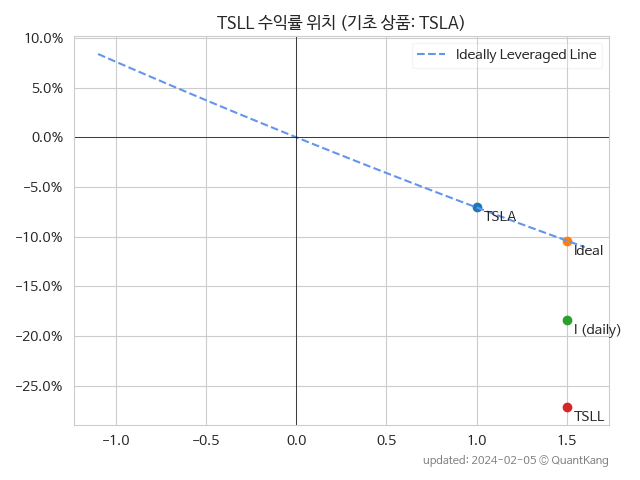 TSLL 수익률 위치 (기초 상품: TSLA)
10.0%
5.0%
0.0%
−5.0%
−10.0%
−15.0%
−20.0%
−25.0%
Ideally Leveraged Line
TSLA
Ideal
I (daily)
TSLL
−1.0 −0.5 0.0 0.5 1.0 1.5
updated: 2024-02-05 © QuantKang